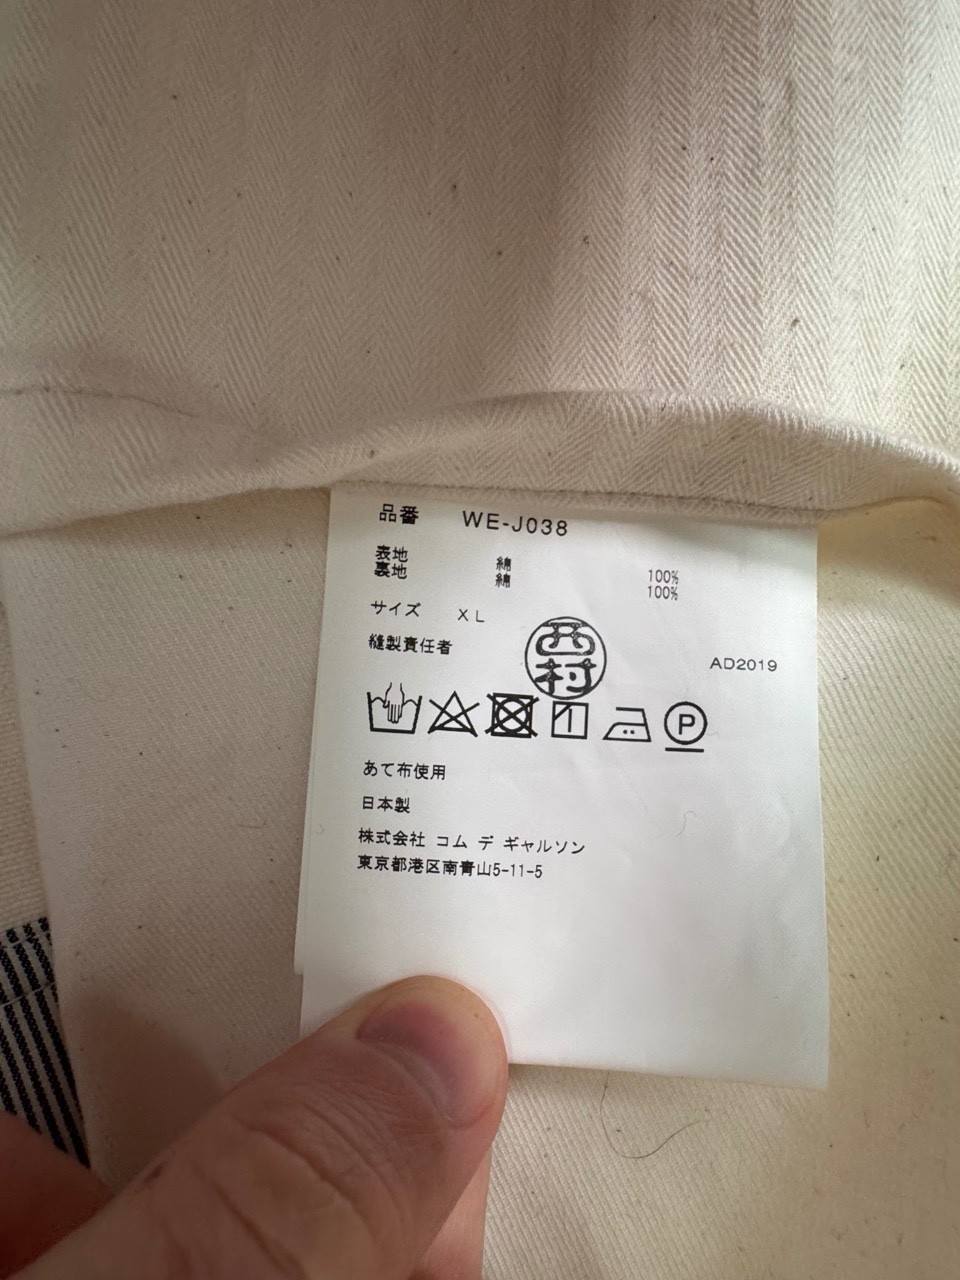 品番 WE-J038
表地 綿 100%
裏地 綿 100%
サイズ XL
縫製責任者 西村 AD2019
P
あて布使用
日本製
株式会社 コム デ ギャルソン
東京都港区南青山5-11-5